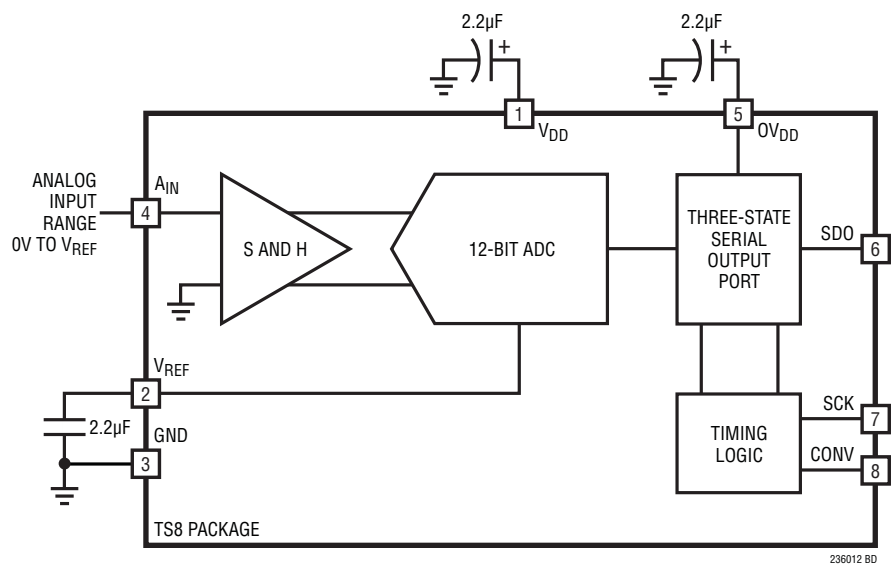 2.2µF
+
2.2µF
+
1
VDD
5
OVDD
ANALOG
INPUT
RANGE
0V TO VREF
4
AIN
S AND H
12-BIT ADC
THREE-STATE
SERIAL
OUTPUT
PORT
SDO
6
VREF
2
2.2µF
GND
3
TIMING
LOGIC
SCK
7
CONV
8
TS8 PACKAGE
236012 BD